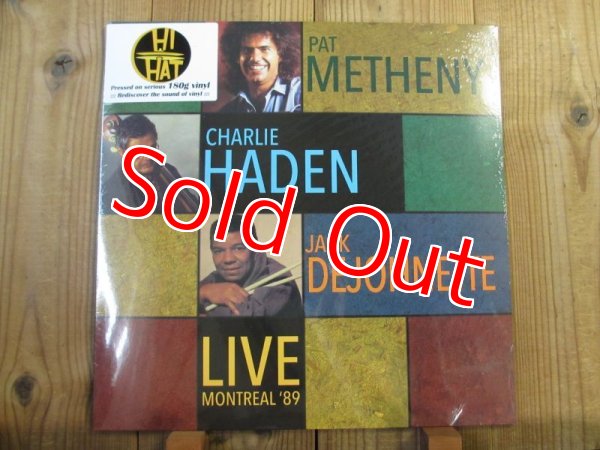 HI
HAT
Pressed on serious 180g vinyl
::: Rediscover the sound of vinyl :::
PAT
METHENY
CHARLIE
HADEN
Sold Out
JACK
DEJOHNETTE
LIVE
MONTREAL '89